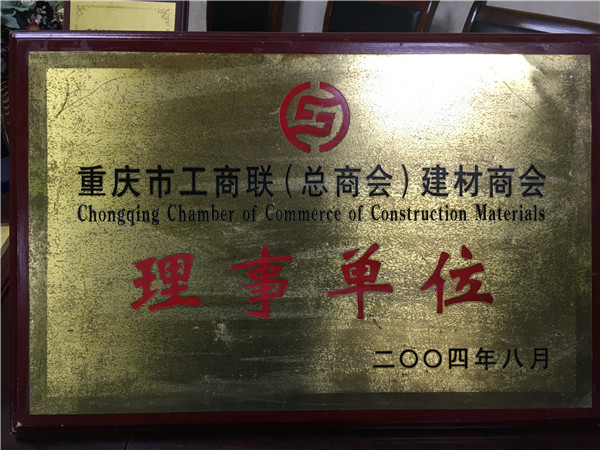 重庆市工商联（总商会）建材商会
Chongqing Chamber of Commerce of Construction Materials
理事单位
二〇〇四年八月